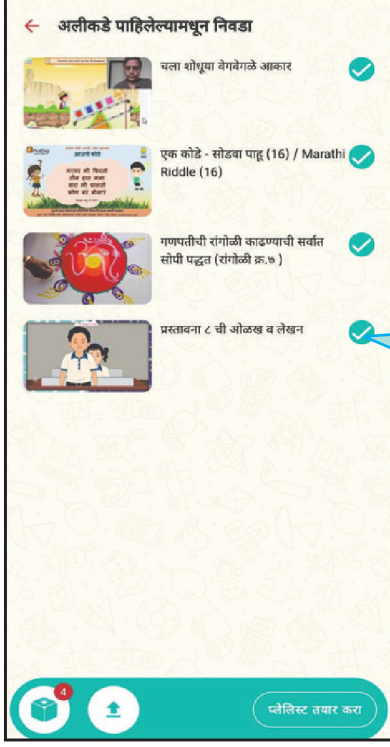 अलीकडे पाहिलेल्यामधून निवडा
चला शोधूया वेगवेगळे आकार
एक कोडे - सोडवा पाहू (16) / Marathi
Riddle (16)
गणपतीची रांगोळी काढण्याची सर्वात
सोपी पद्धत (रांगोळी क्र.७ )
प्रस्तावना ८ ची ओळख व लेखन
4
प्लेलिस्ट तयार करा